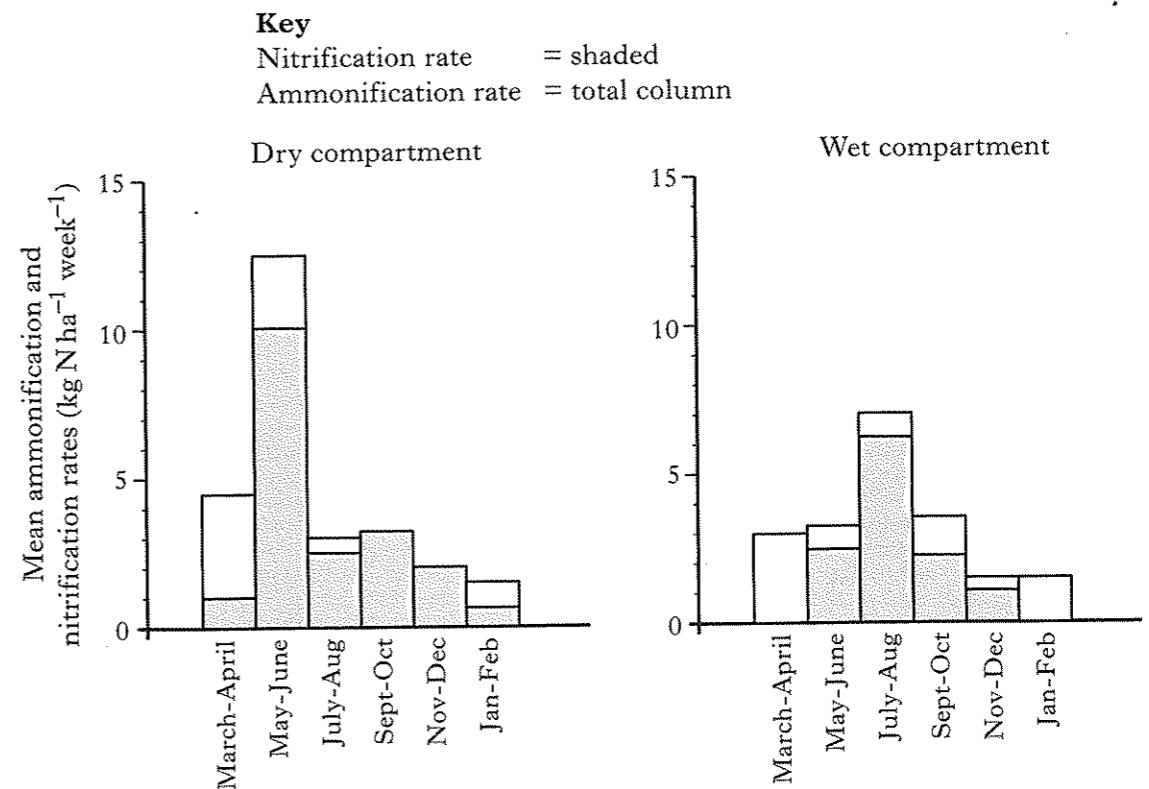 Key
Nitrification rate = shaded
Ammonification rate = total column
Dry compartment
Mean ammonification and
nitrification rates (kg N ha⁻¹ week⁻¹)
15
10
5
0
March-April
May-June
July-Aug
Sept-Oct
Nov-Dec
Jan-Feb
Wet compartment
15
10
5
0
March-April
May-June
July-Aug
Sept-Oct
Nov-Dec
Jan-Feb